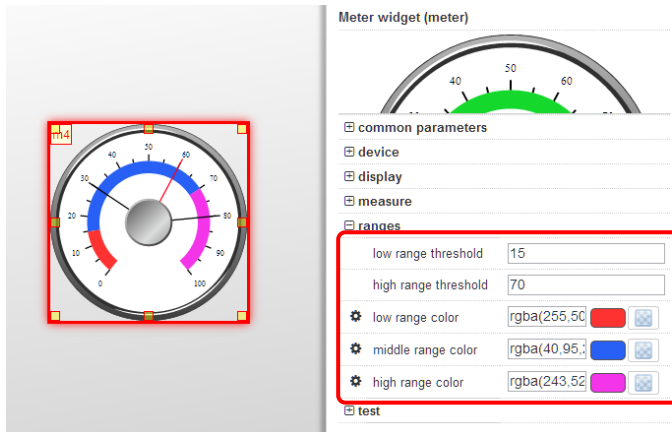 Meter widget (meter)
40
50
60
common parameters
device
display
measure
ranges
low range threshold 15
high range threshold 70
low range color rgba(255,50
middle range color rgba(40,95,2
high range color rgba(243,52
test
m4
0
10
20
30
40
50
60
70
80
90
100